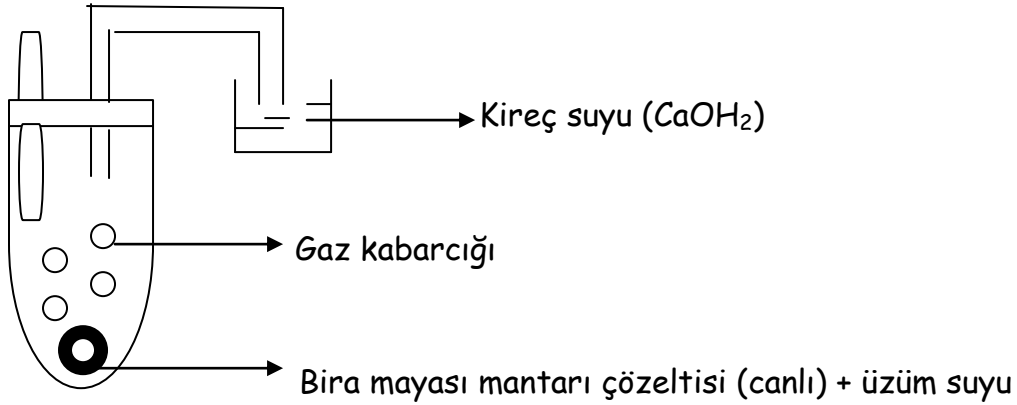 Kireç suyu (CaOH₂)
Gaz kabarcığı
Bira mayası mantarı çözeltisi (canlı) + üzüm suyu